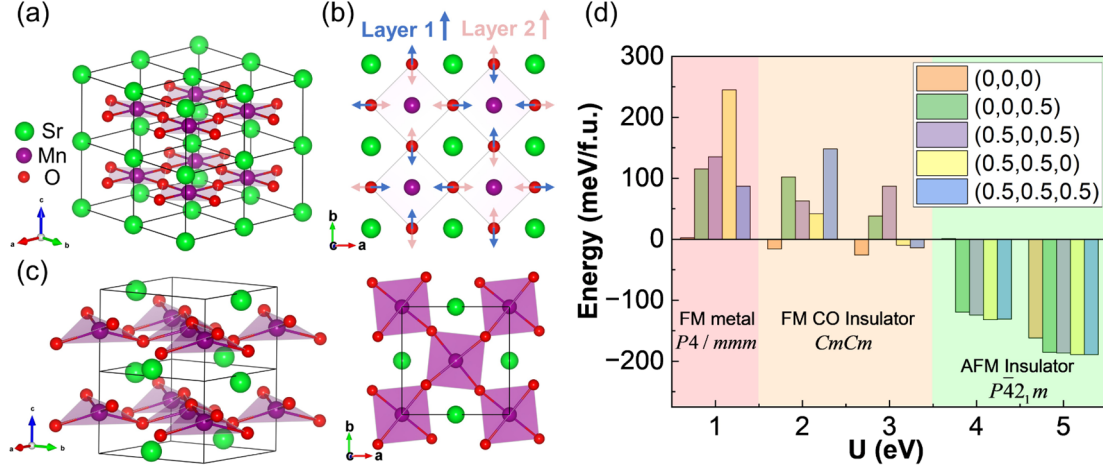 (a)
Sr
Mn
O
c
a
b
(b)
Layer 1
Layer 2
b
c
a
(c)
c
a
b
b
c
a
(d)
Energy (meV/f.u.)
300
200
100
0
−100
−200
(0,0,0)
(0,0,0.5)
(0.5,0,0.5)
(0.5,0.5,0)
(0.5,0.5,0.5)
FM metal
P4/mmm
FM CO Insulator
CmCm
AFM Insulator
P4̅2₁m
1
2
3
4
5
U (eV)